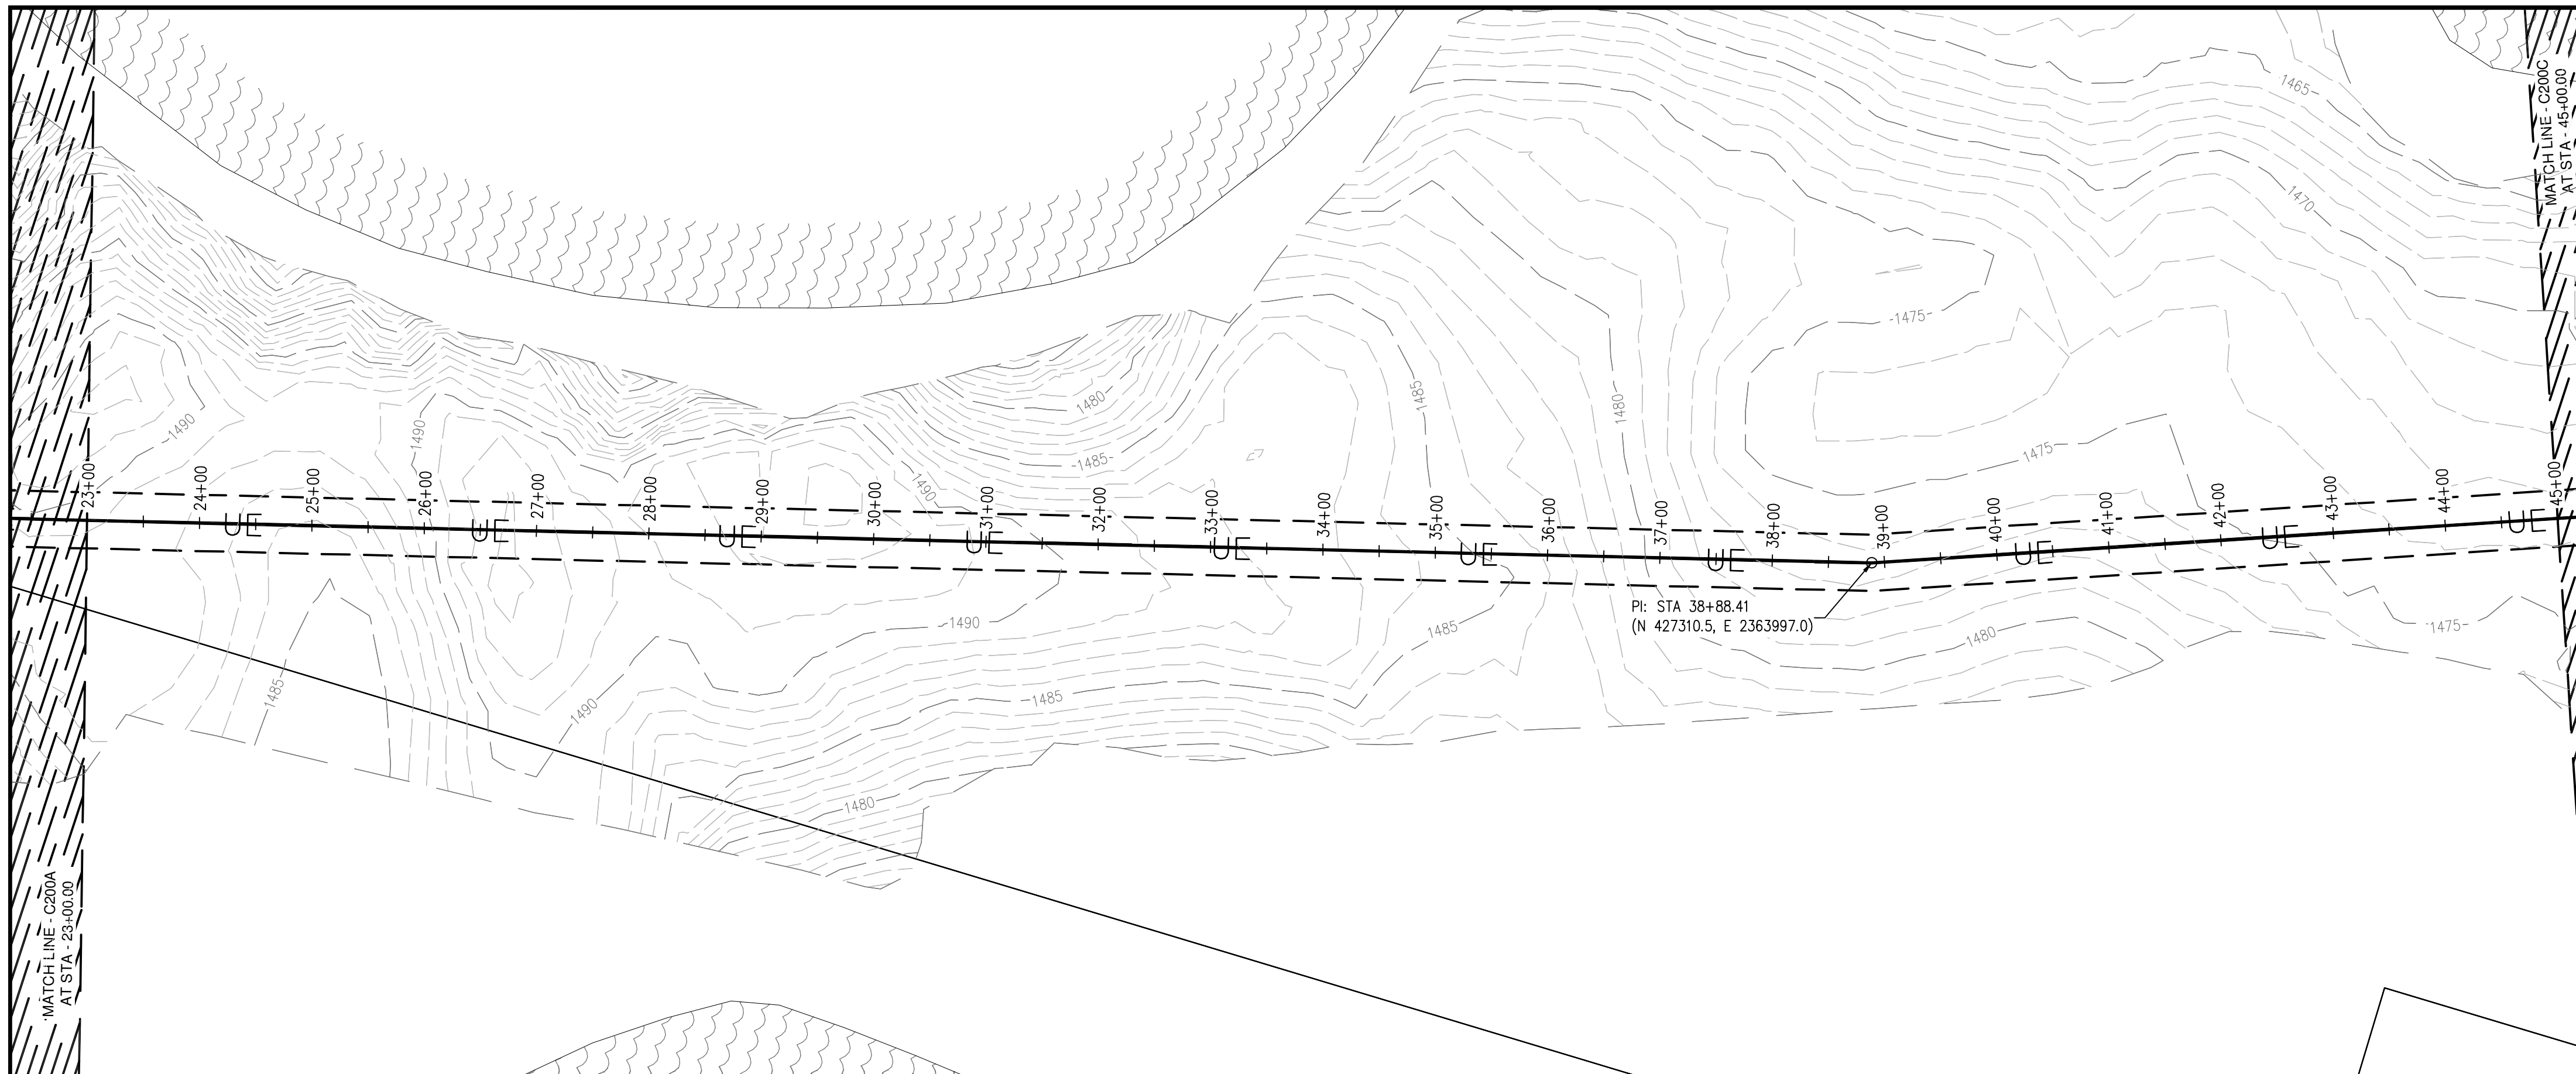 1465
MATCH LINE - C200C
AT STA - 45+00.00
1470
1475
1480
1485
1480
1490
1490
1485
1475
1490
23+00
24+00
25+00
26+00
27+00
28+00
29+00
30+00
31+00
32+00
33+00
34+00
35+00
36+00
37+00
38+00
39+00
40+00
41+00
42+00
43+00
44+00
45+00
UE
UE
UE
UE
UE
UE
UE
UE
UE
UE
PI: STA 38+88.41
(N 427310.5, E 2363997.0)
1490
1485
1480
1475
1485
1490
1485
1480
MATCH LINE - C200A
AT STA - 23+00.00